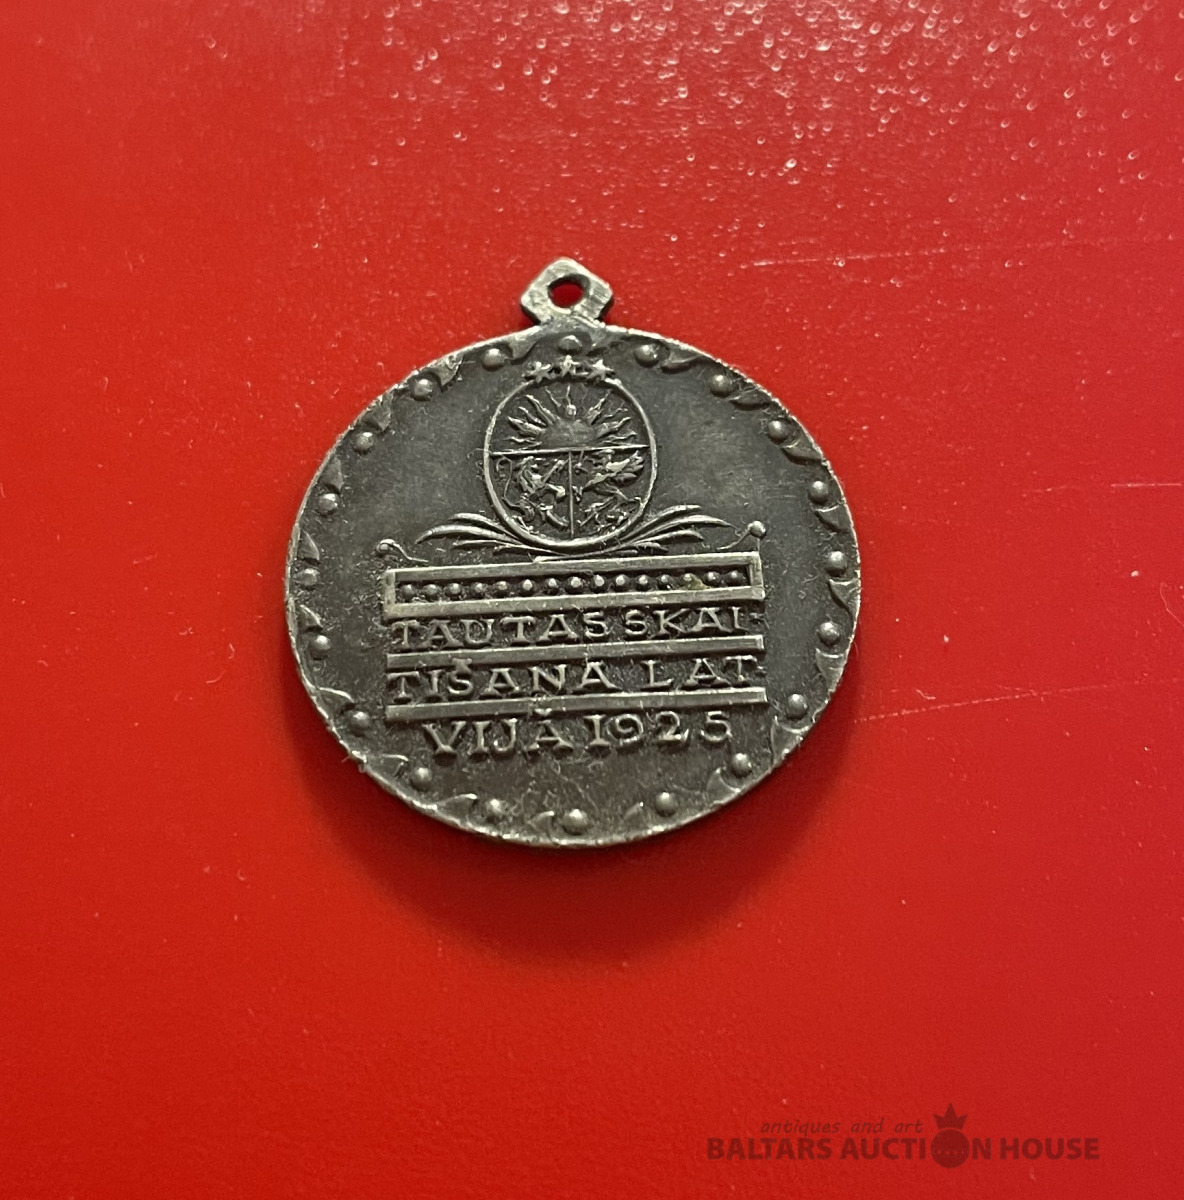 TAUTAS SKAI-
TIŠANA LAT-
VIJĀ 1925
antiques and art
BALTARS AUCTION HOUSE